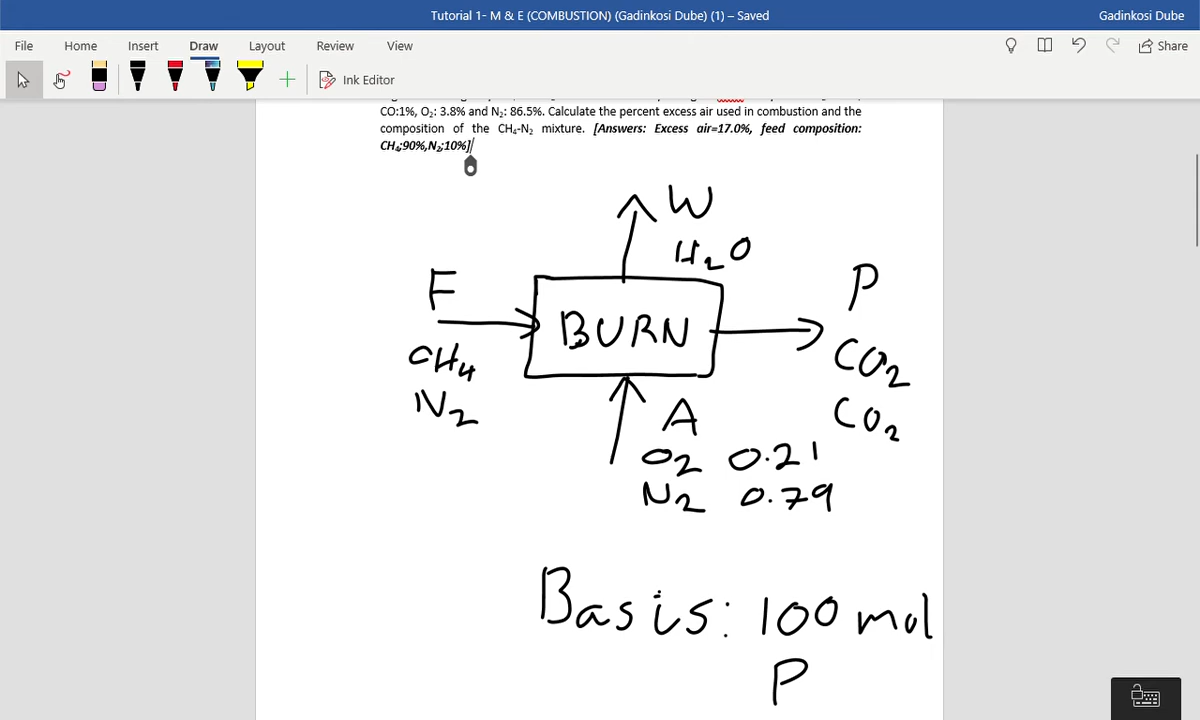 Tutorial 1- M & E (COMBUSTION) (Gadinkosi Dube) (1) – Saved
Gadinkosi Dube
File Home Insert Draw Layout Review View
Share
Ink Editor
CO:1%, O₂: 3.8% and N₂: 86.5%. Calculate the percent excess air used in combustion and the
composition of the CH₄-N₂ mixture. [Answers: Excess air=17.0%, feed composition:
CH₄;90%,N₂;10%]
W
H₂O
F
BURN
P
CH₄
N₂
CO₂
CO₂
A
O₂ 0.21
N₂ 0.79
Basis: 100 mol
P